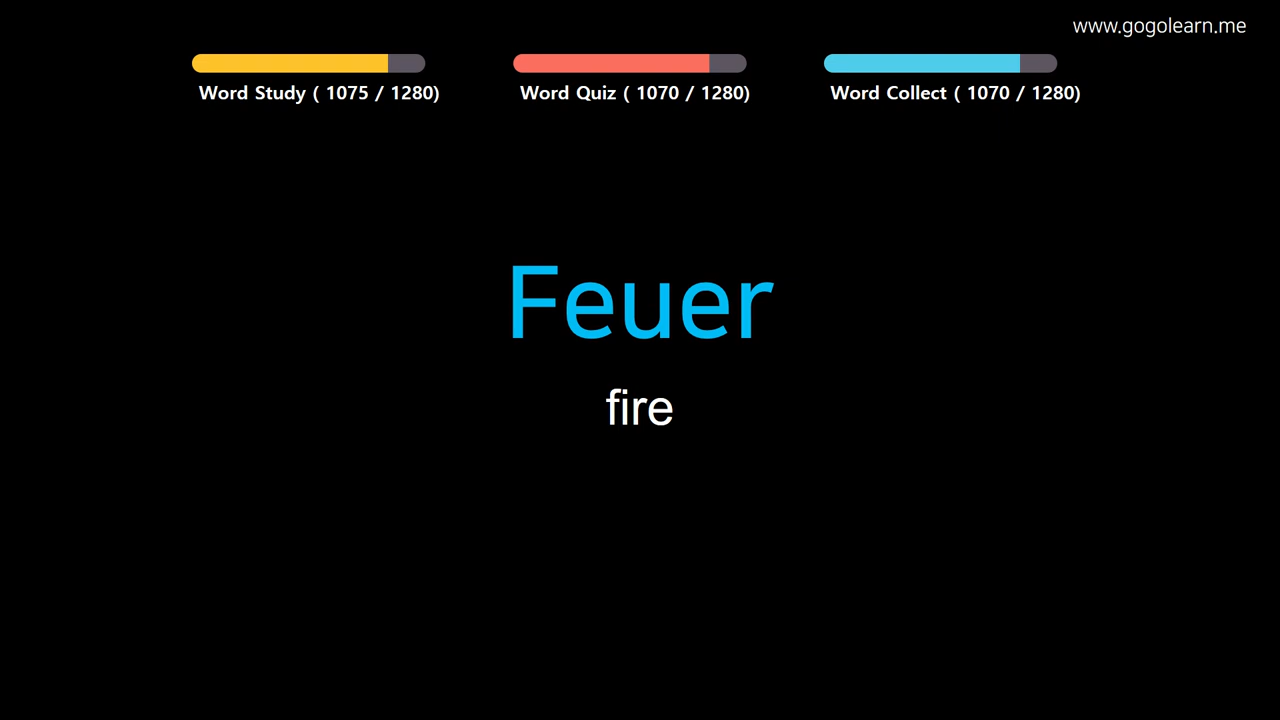 www.gogolearn.me
Word Study ( 1075 / 1280)
Word Quiz ( 1070 / 1280)
Word Collect ( 1070 / 1280)
Feuer
fire